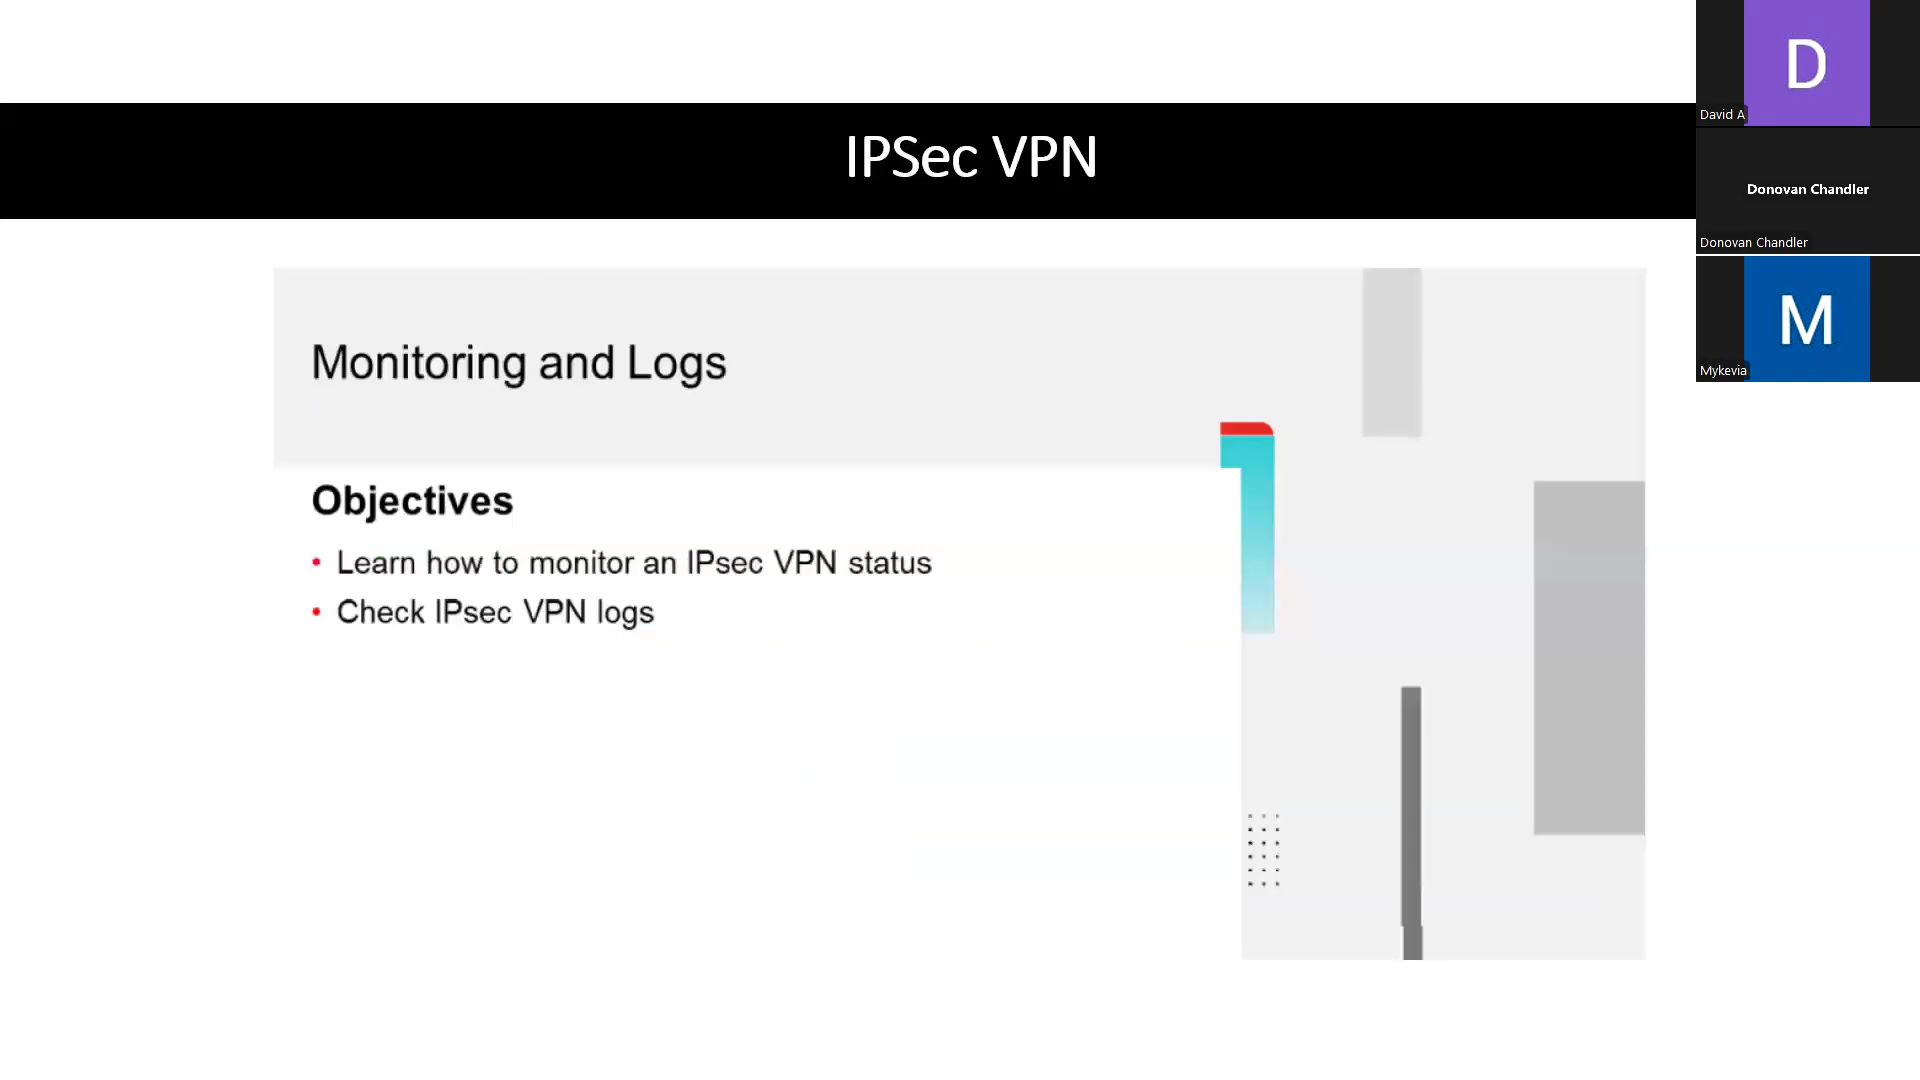 IPSec VPN
Monitoring and Logs
Objectives
• Learn how to monitor an IPsec VPN status
• Check IPsec VPN logs
D
David A
Donovan Chandler
Donovan Chandler
M
Mykevia